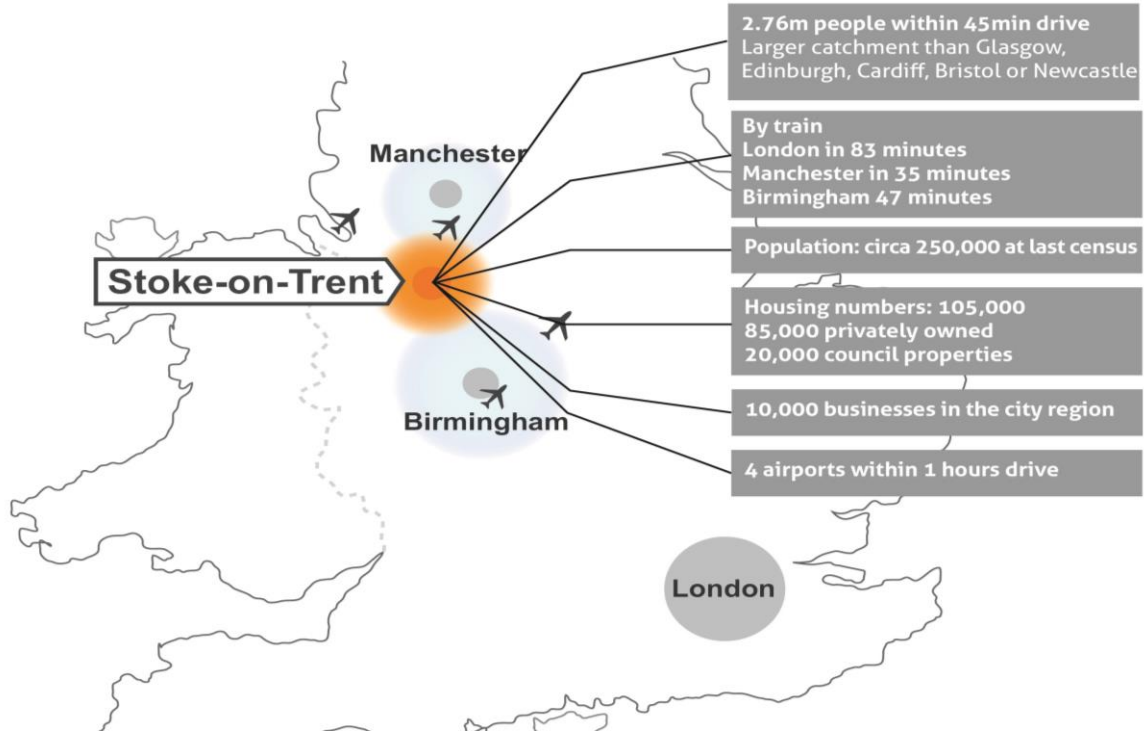 2.76m people within 45min drive
Larger catchment than Glasgow,
Edinburgh, Cardiff, Bristol or Newcastle
By train
London in 83 minutes
Manchester in 35 minutes
Birmingham 47 minutes
Population: circa 250,000 at last census
Housing numbers: 105,000
85,000 privately owned
20,000 council properties
10,000 businesses in the city region
4 airports within 1 hours drive
Manchester
Stoke-on-Trent
Birmingham
London